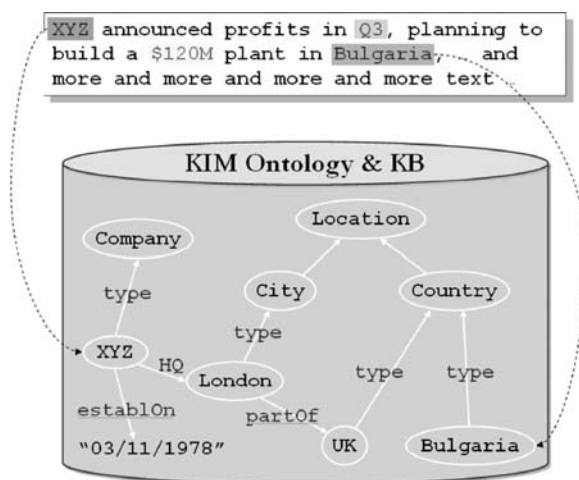 XYZ announced profits in Q3, planning to
build a $120M plant in Bulgaria, and
more and more and more and more text
KIM Ontology & KB
Location
Company
City
Country
type
type
XYZ
HQ
London
type
type
establOn
partOf
"03/11/1978"
UK
Bulgaria